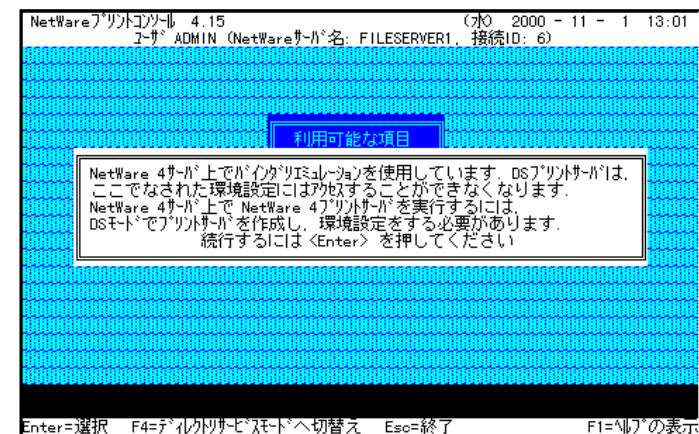 NetWareﾌﾟﾘﾝﾄｺﾝｿｰﾙ 4.15 (水) 2000 - 11 - 1 13:01
ﾕｰｻﾞ ADMIN (NetWareｻｰﾊﾞ名: FILESERVER1, 接続ID: 6)
利用可能な項目
NetWare 4ｻｰﾊﾞ上でﾊﾞｲﾝﾀﾞﾘｴﾐｭﾚｰｼｮﾝを使用しています. DSﾌﾟﾘﾝﾄｻｰﾊﾞは,
ここでなされた環境設定にはｱｸｾｽすることができなくなります.
NetWare 4ｻｰﾊﾞ上で NetWare 4ﾌﾟﾘﾝﾄｻｰﾊﾞを実行するには,
DSﾓｰﾄﾞでﾌﾟﾘﾝﾄｻｰﾊﾞを作成し, 環境設定をする必要があります.
続行するには <Enter> を押してください
Enter=選択 F4=ﾃﾞｨﾚｸﾄﾘｻｰﾋﾞｽﾓｰﾄﾞへ切替え Esc=終了 F1=ﾍﾙﾌﾟの表示